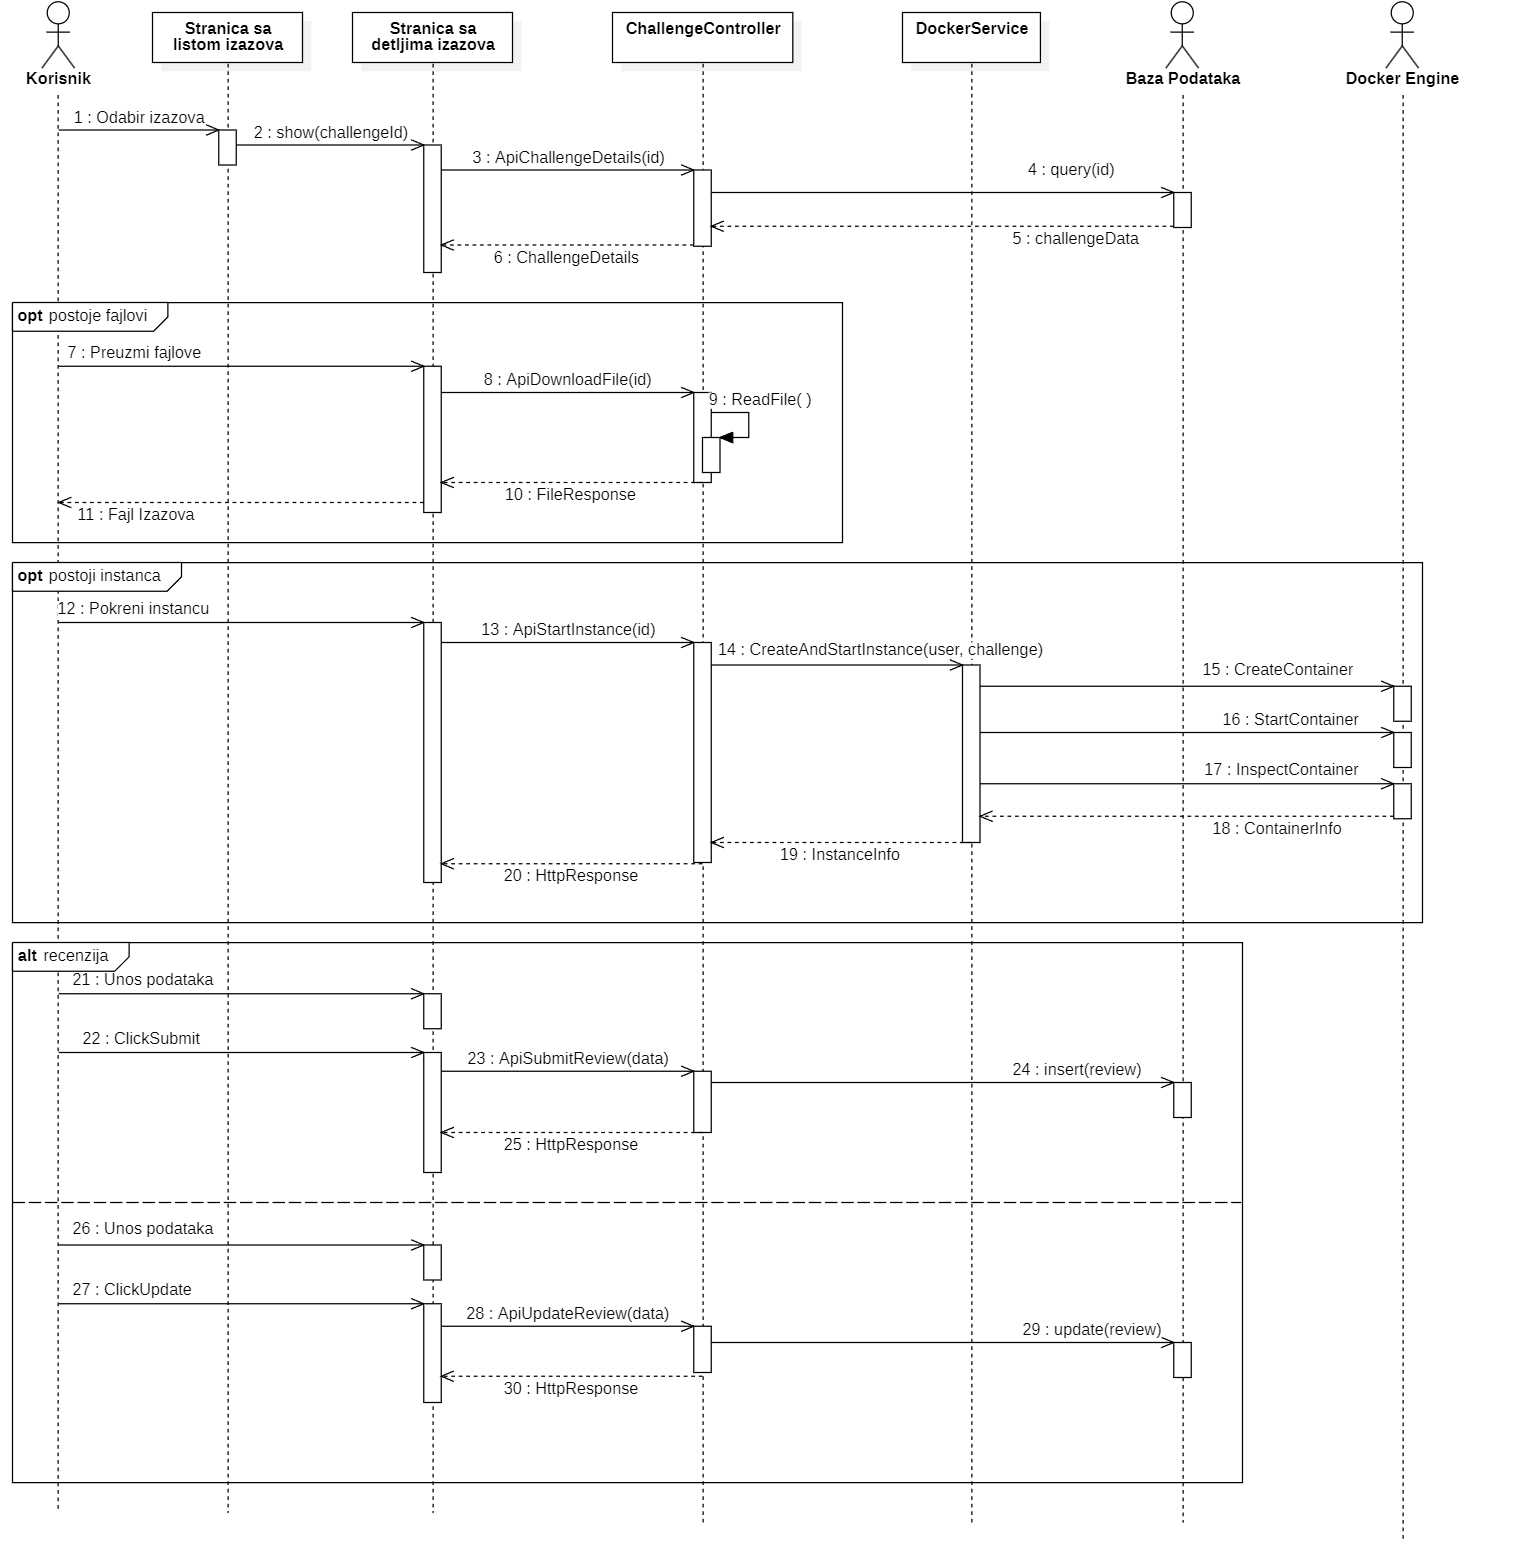 Korisnik
Stranica sa
listom izazova
Stranica sa
detljima izazova
ChallengeController
DockerService
Baza Podataka
Docker Engine
1 : Odabir izazova
2 : show(challengeId)
3 : ApiChallengeDetails(id)
4 : query(id)
5 : challengeData
6 : ChallengeDetails
opt postoje fajlovi
7 : Preuzmi fajlove
8 : ApiDownloadFile(id)
9 : ReadFile( )
10 : FileResponse
11 : Fajl Izazova
opt postoji instanca
12 : Pokreni instancu
13 : ApiStartInstance(id)
14 : CreateAndStartInstance(user, challenge)
15 : CreateContainer
16 : StartContainer
17 : InspectContainer
18 : ContainerInfo
19 : InstanceInfo
20 : HttpResponse
alt recenzija
21 : Unos podataka
22 : ClickSubmit
23 : ApiSubmitReview(data)
24 : insert(review)
25 : HttpResponse
26 : Unos podataka
27 : ClickUpdate
28 : ApiUpdateReview(data)
29 : update(review)
30 : HttpResponse